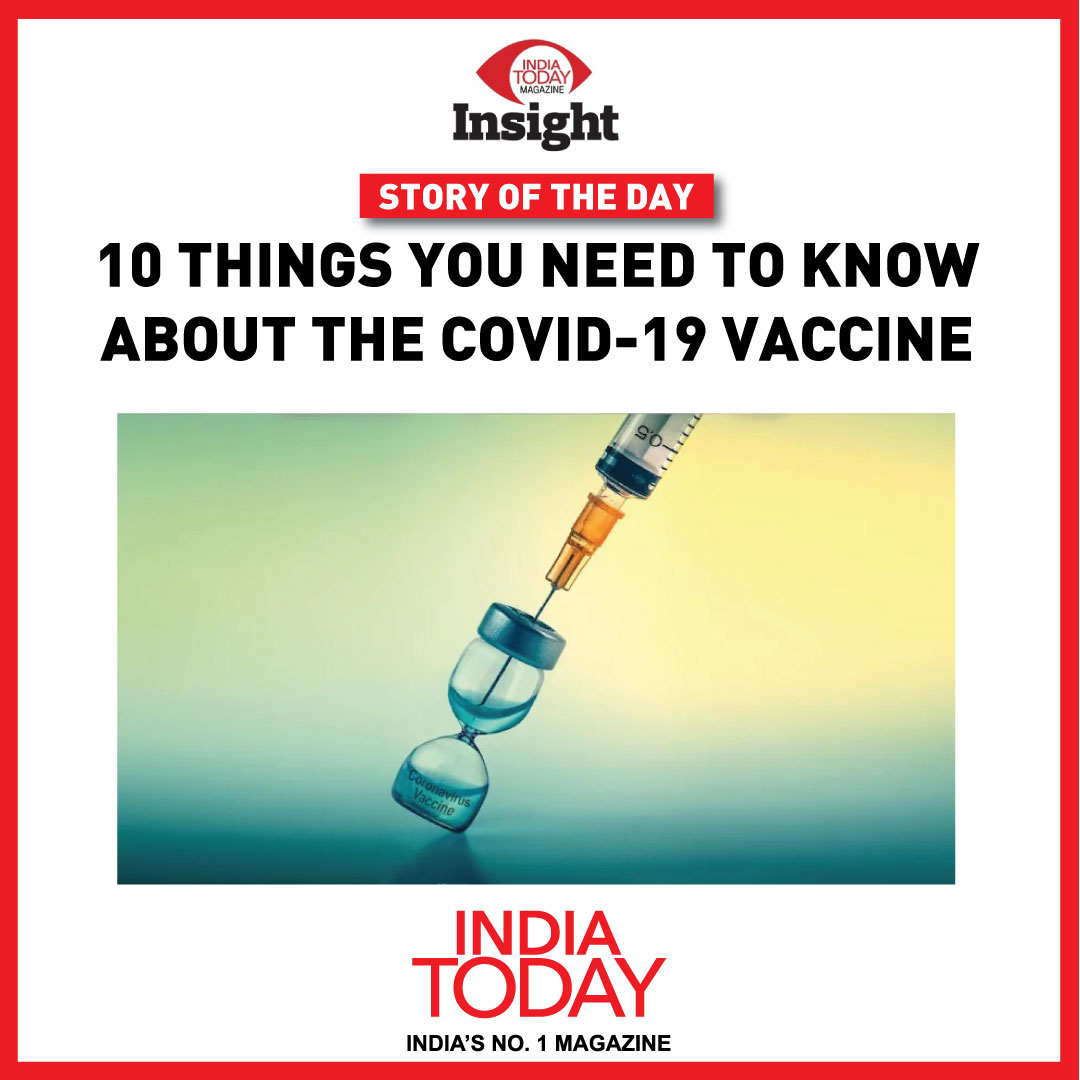 INDIA
TODAY
MAGAZINE
Insight
STORY OF THE DAY
10 THINGS YOU NEED TO KNOW
ABOUT THE COVID-19 VACCINE
0.5
Coronavirus
Vaccine
INDIA
TODAY
INDIA'S NO. 1 MAGAZINE